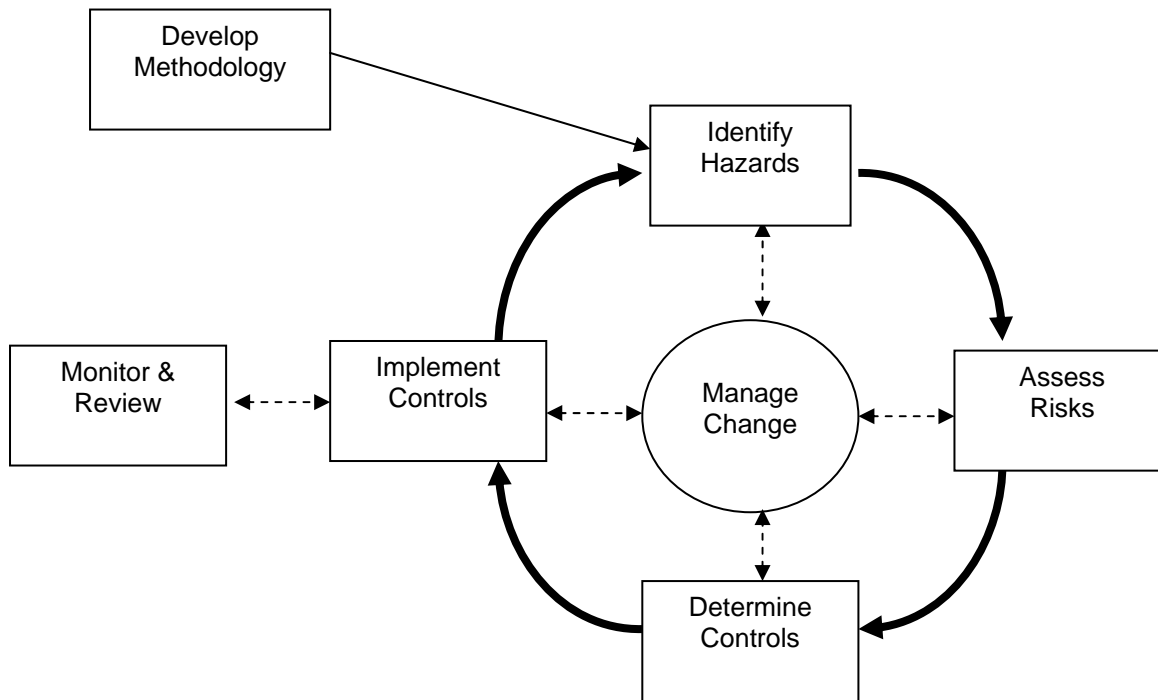 Develop
Methodology
Identify
Hazards
Monitor &
Review
Implement
Controls
Manage
Change
Assess
Risks
Determine
Controls